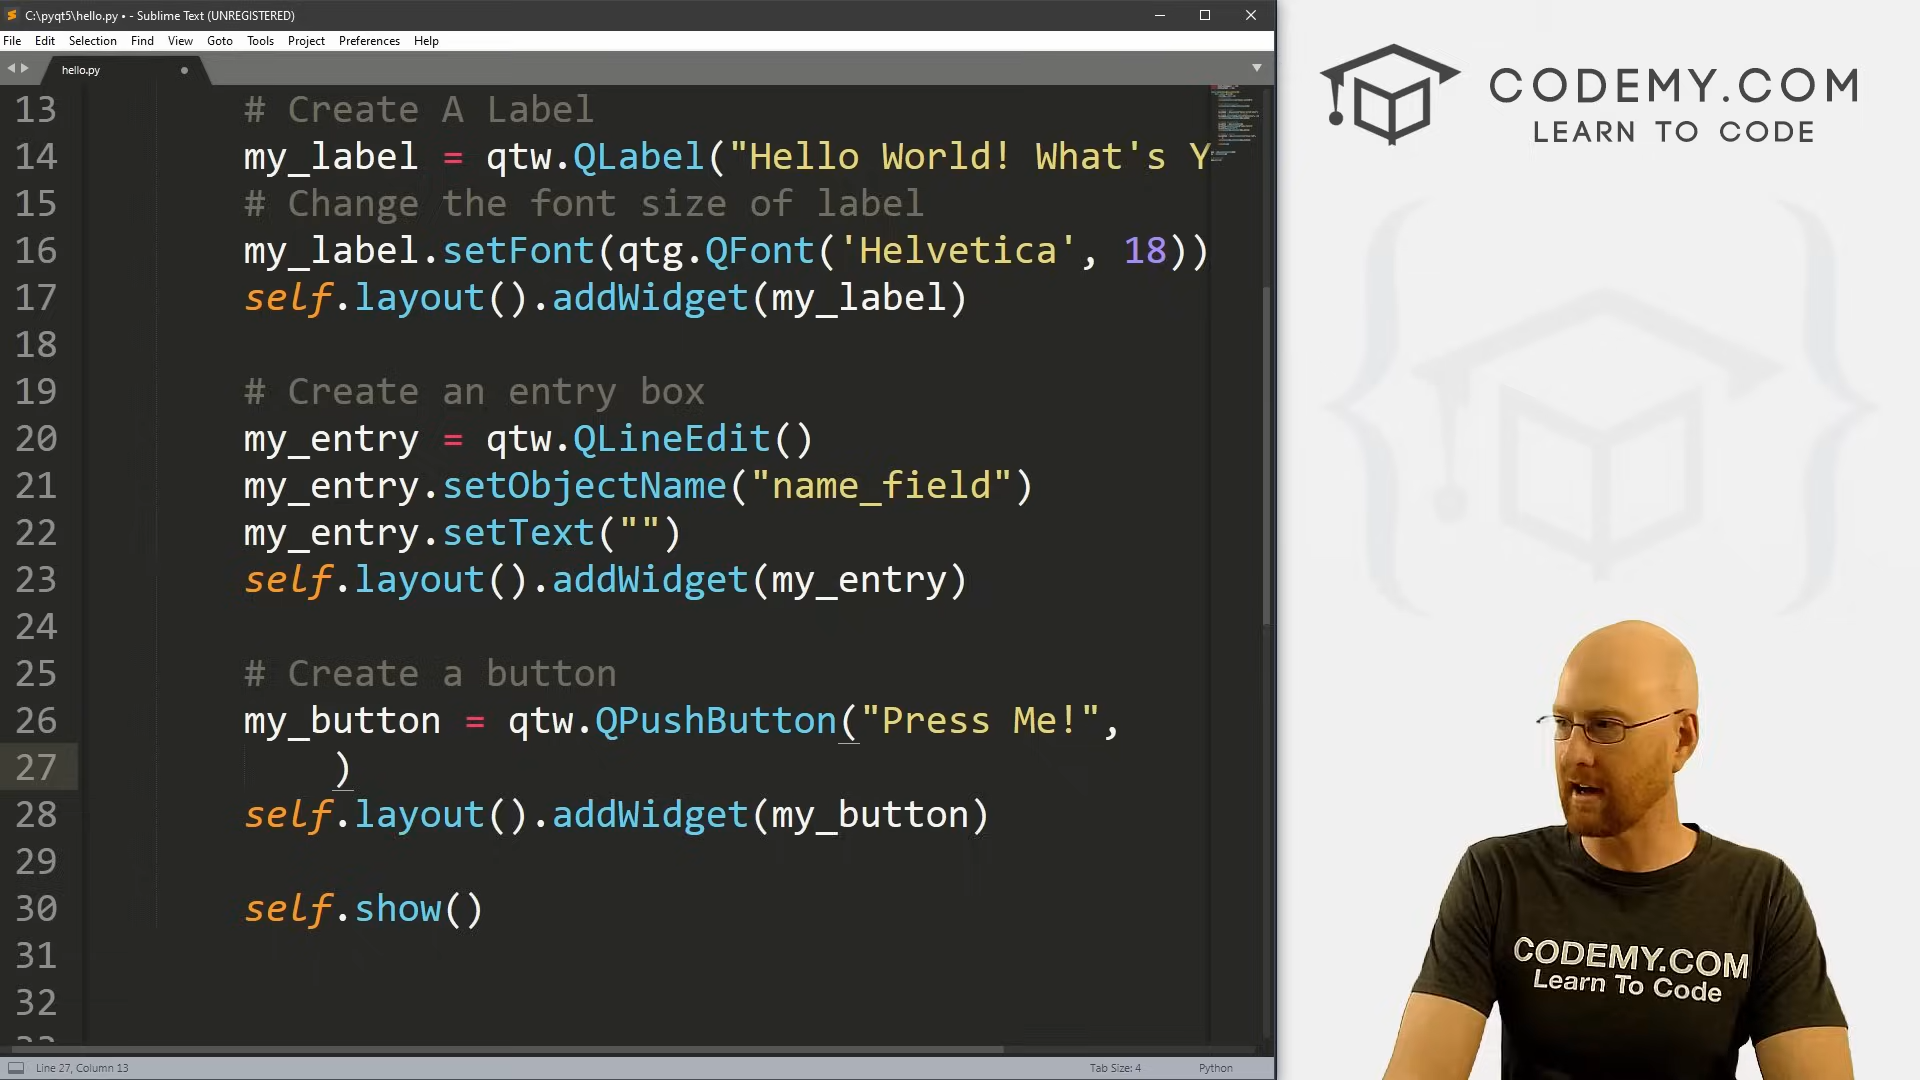 C:\pyqt5\hello.py • - Sublime Text (UNREGISTERED)
File Edit Selection Find View Goto Tools Project Preferences Help
hello.py
13 # Create A Label
14 my_label = qtw.QLabel("Hello World! What's Y
15 # Change the font size of label
16 my_label.setFont(qtg.QFont('Helvetica', 18))
17 self.layout().addWidget(my_label)
18
19 # Create an entry box
20 my_entry = qtw.QLineEdit()
21 my_entry.setObjectName("name_field")
22 my_entry.setText("")
23 self.layout().addWidget(my_entry)
24
25 # Create a button
26 my_button = qtw.QPushButton("Press Me!",
27 )
28 self.layout().addWidget(my_button)
29
30 self.show()
31
32
Line 27, Column 13
Tab Size: 4
Python
CODEMY.COM
LEARN TO CODE
CODEMY.COM
Learn To Code